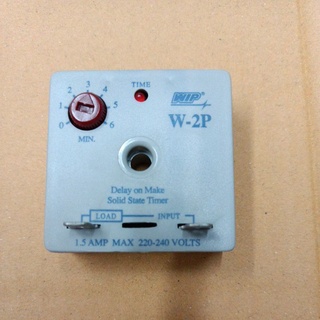 TIME
WIP
W-2P
0 1 2 3 4 5 6
MIN.
Delay on Make
Solid State Timer
LOAD INPUT
1.5 AMP MAX 220-240 VOLTS